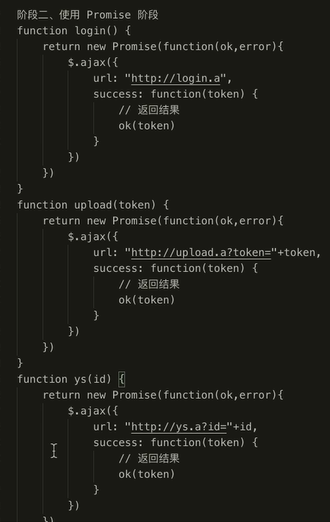 阶段二、使用 Promise 阶段
function login() {
    return new Promise(function(ok,error){
        $.ajax({
            url: "http://login.a",
            success: function(token) {
                // 返回结果
                ok(token)
            }
        })
    })
}
function upload(token) {
    return new Promise(function(ok,error){
        $.ajax({
            url: "http://upload.a?token="+token,
            success: function(token) {
                // 返回结果
                ok(token)
            }
        })
    })
}
function ys(id) {
    return new Promise(function(ok,error){
        $.ajax({
            url: "http://ys.a?id="+id,
            success: function(token) {
                // 返回结果
                ok(token)
            }
        })
    })